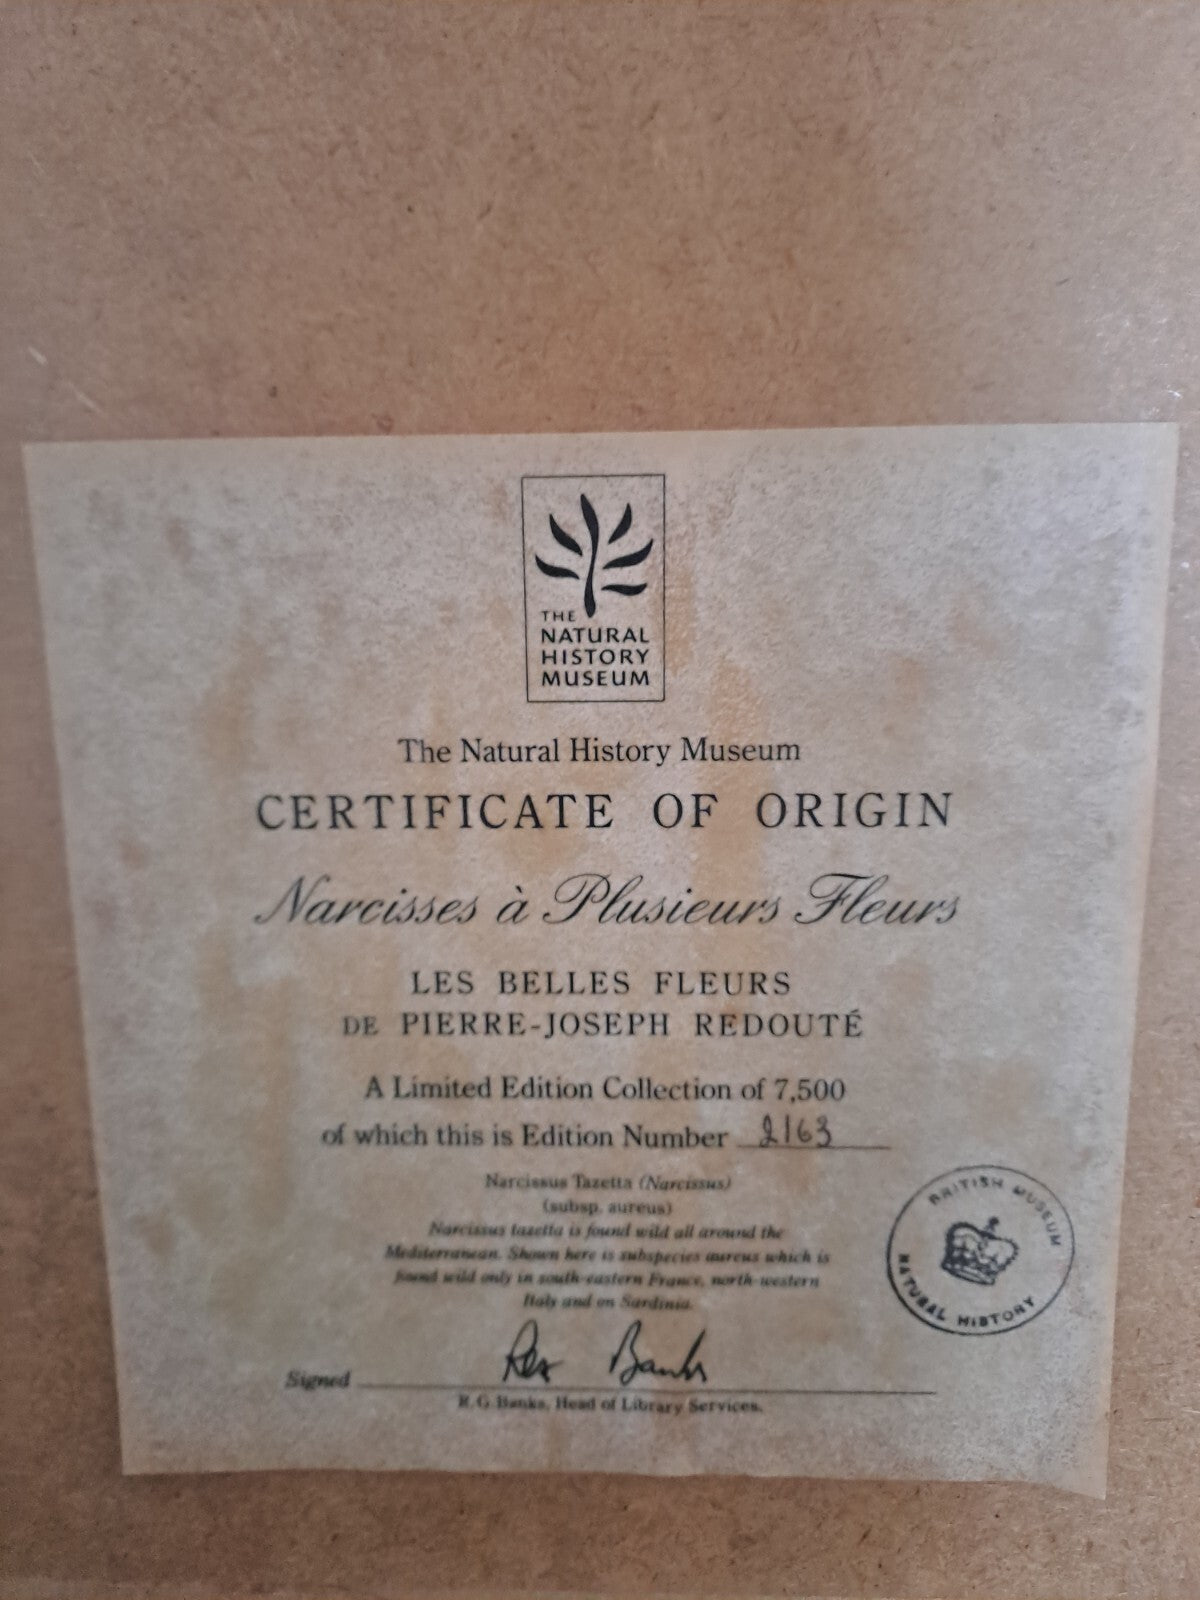 THE
NATURAL
HISTORY
MUSEUM
The Natural History Museum
CERTIFICATE OF ORIGIN
Narcisses à Plusieurs Fleurs
LES BELLES FLEURS
DE PIERRE-JOSEPH REDOUTÉ
A Limited Edition Collection of 7,500
of which this is Edition Number 2163
Narcissus Tazetta (Narcissus)
(subsp. aureus)
Narcissus tazetta is found wild all around the
Mediterranean. Shown here is subspecies aureus which is
found wild only in south-eastern France, north-western
Italy and on Sardinia.
BRITISH MUSEUM
NATURAL HISTORY
Signed Rex Banks
R. G. Banks, Head of Library Services.